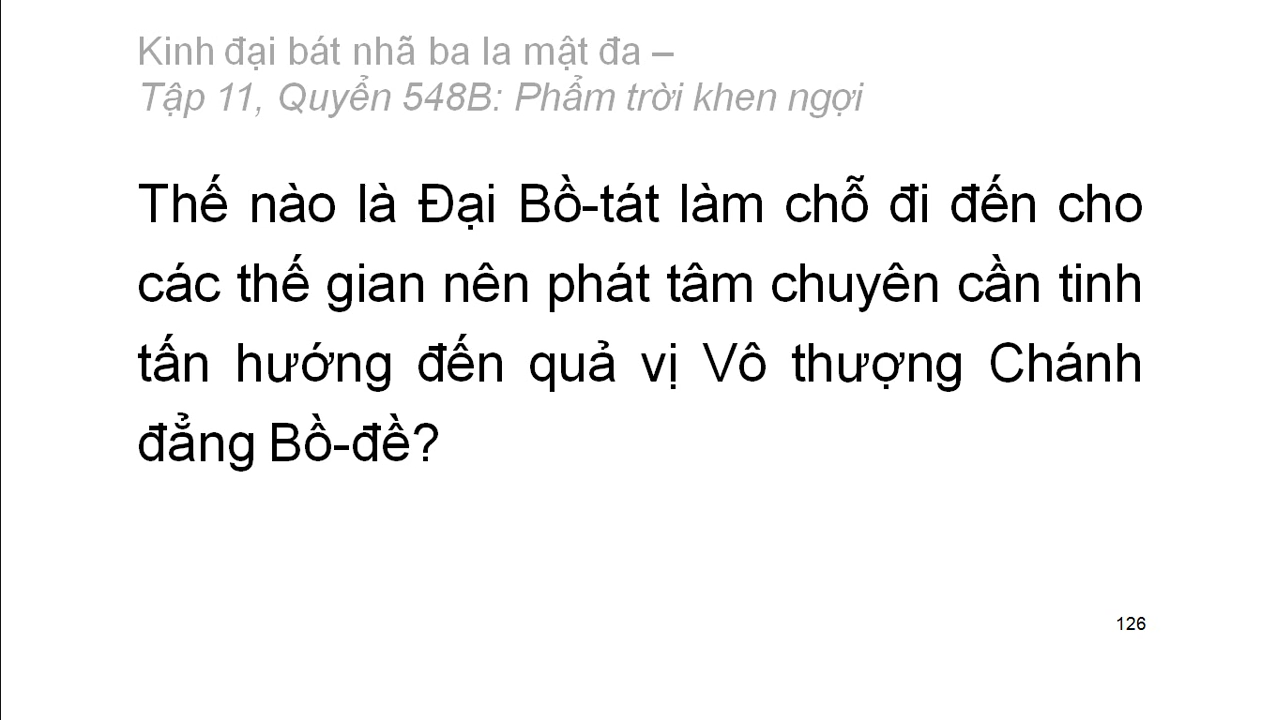 Kinh đại bát nhã ba la mật đa –
Tập 11, Quyển 548B: Phẩm trời khen ngợi
Thế nào là Đại Bồ-tát làm chỗ đi đến cho
các thế gian nên phát tâm chuyên cần tinh
tấn hướng đến quả vị Vô thượng Chánh
đẳng Bồ-đề?
126